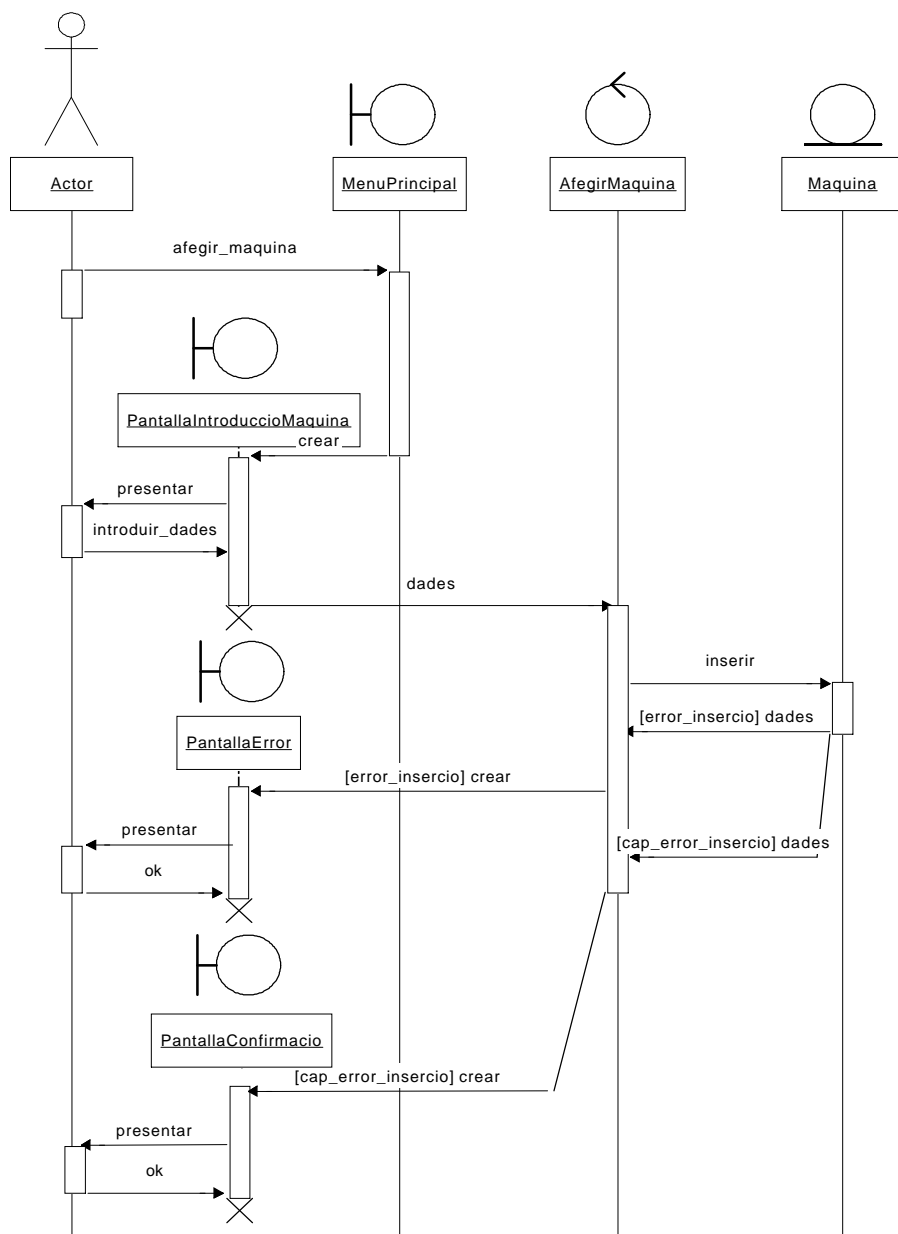 Actor
MenuPrincipal
AfegirMaquina
Maquina
afegir_maquina
PantallaIntroduccioMaquina
crear
presentar
introduir_dades
dades
inserir
[error_insercio] dades
PantallaError
[error_insercio] crear
presentar
[cap_error_insercio] dades
ok
PantallaConfirmacio
[cap_error_insercio] crear
presentar
ok